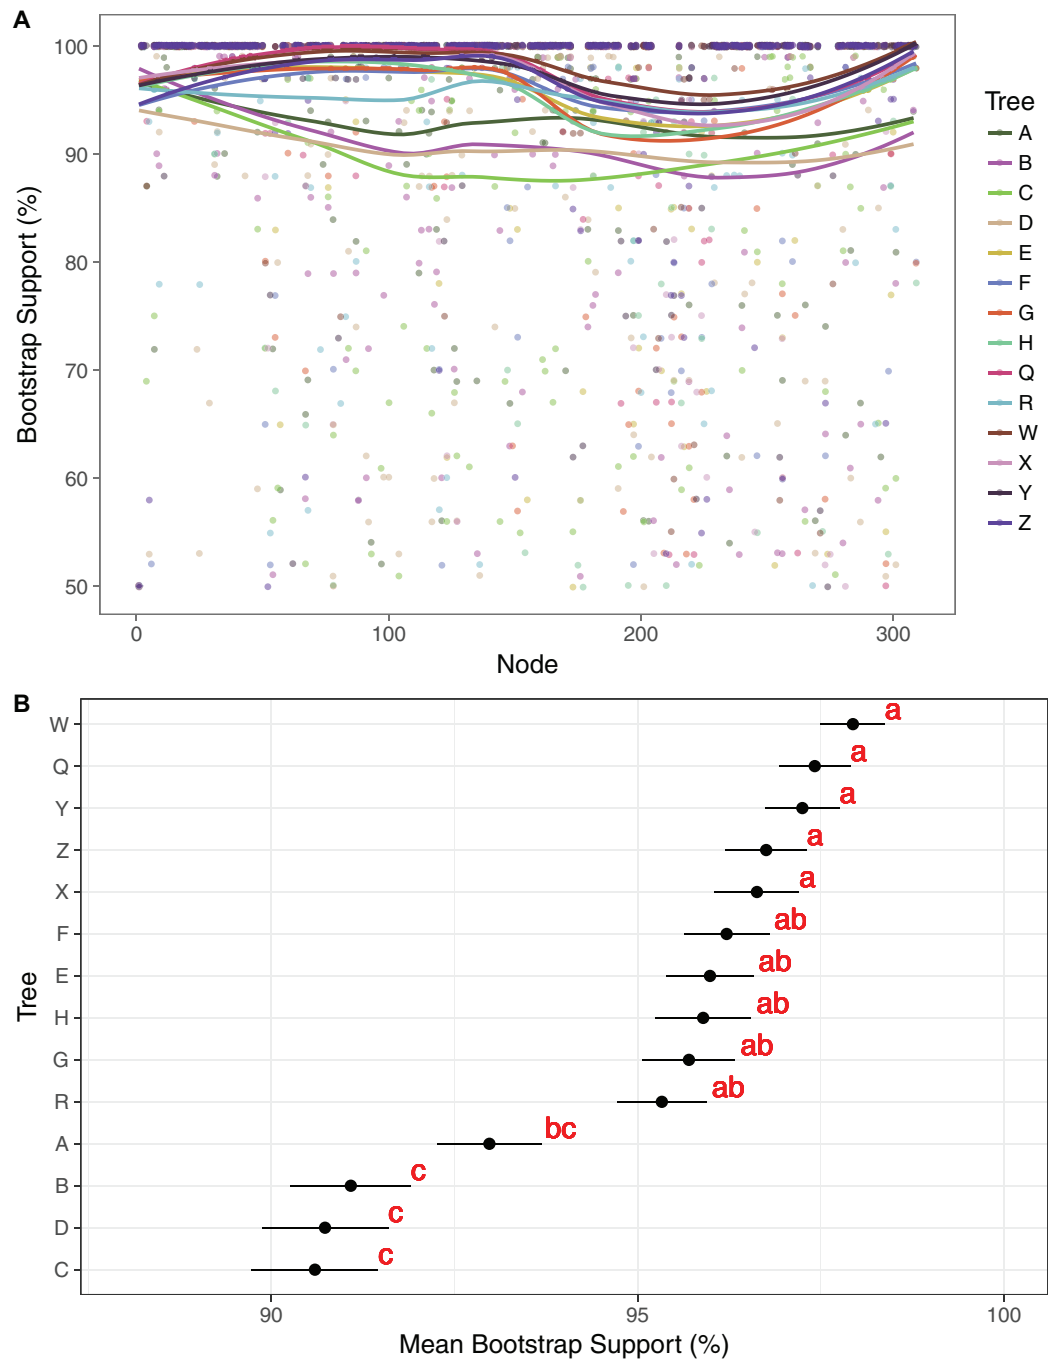 A
Bootstrap Support (%)
100
90
80
70
60
50
0 100 200 300
Node
Tree
A
B
C
D
E
F
G
H
Q
R
W
X
Y
Z
B
Tree
W a
Q a
Y a
Z a
X a
F ab
E ab
H ab
G ab
R ab
A bc
B c
D c
C c
90 95 100
Mean Bootstrap Support (%)